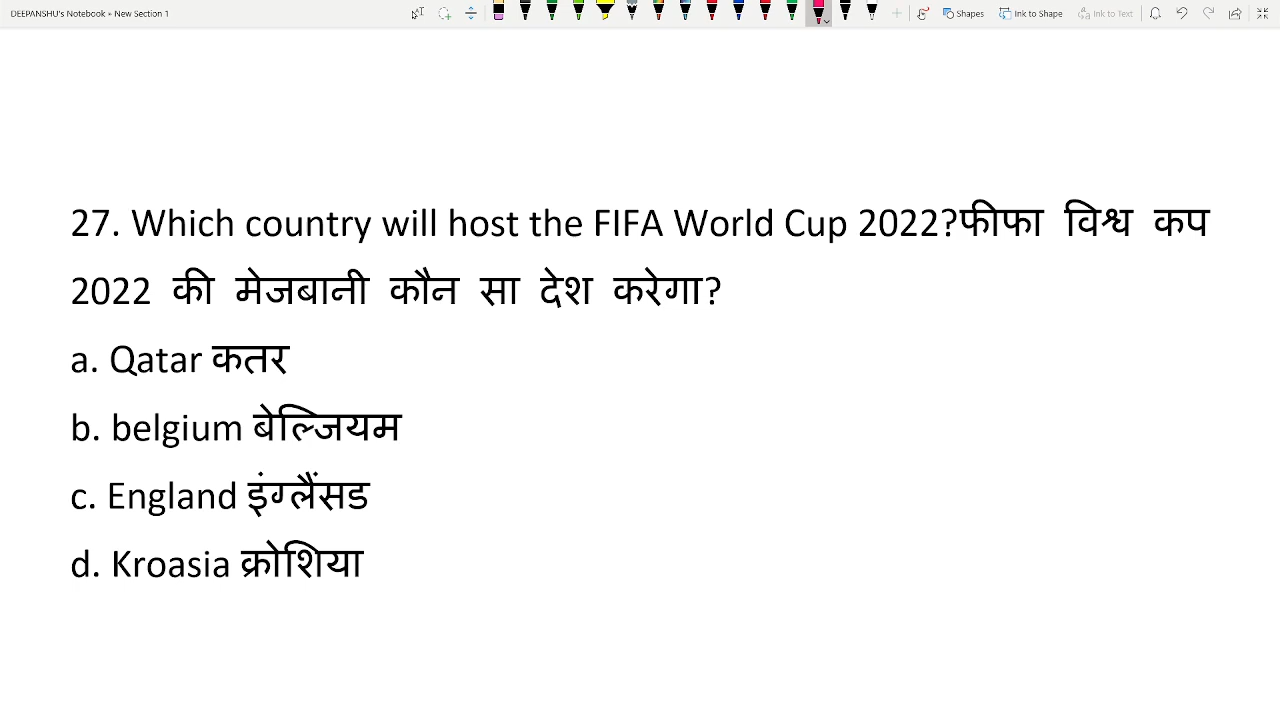 DEEPANSHU's Notebook » New Section 1
Shapes
Ink to Shape
Ink to Text
27. Which country will host the FIFA World Cup 2022?फीफा विश्व कप
2022 की मेजबानी कौन सा देश करेगा?
a. Qatar कतर
b. belgium बेल्जियम
c. England इंग्लैंसड
d. Kroasia क्रोशिया